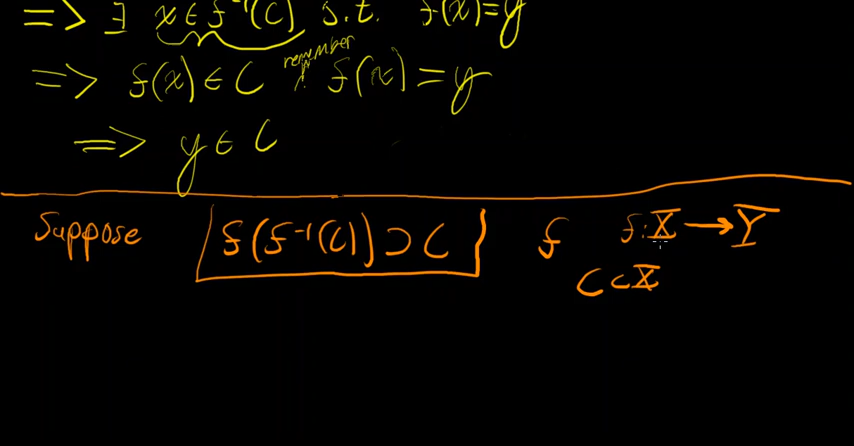 => ∃ x ∈ f⁻¹(C) s.t. f(x)=y
=> f(x) ∈ C remember ∧ f(x)=y
=> y ∈ C
Suppose f(f⁻¹(C)) ⊃ C f f: X → Y
C ⊂ X